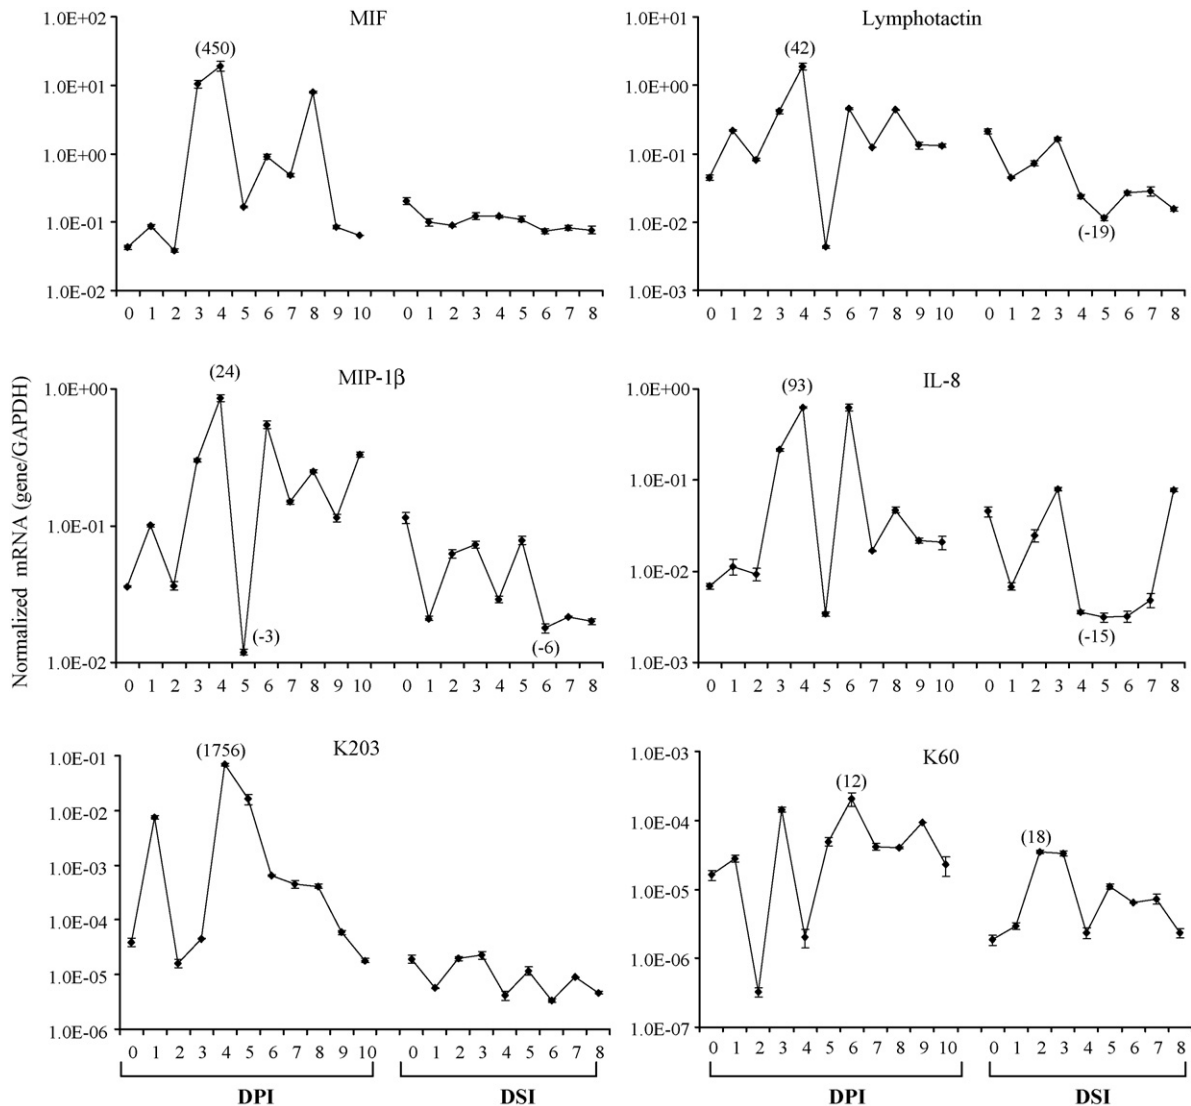 MIF
1.0E+02
(450)
1.0E+01
1.0E+00
1.0E-01
1.0E-02
0 1 2 3 4 5 6 7 8 9 10 0 1 2 3 4 5 6 7 8
Lymphotactin
1.0E+01
(42)
1.0E+00
1.0E-01
1.0E-02
(-19)
1.0E-03
0 1 2 3 4 5 6 7 8 9 10 0 1 2 3 4 5 6 7 8
Normalized mRNA (gene/GAPDH)
MIP-1β
(24)
1.0E+00
1.0E-01
(-3)
(-6)
1.0E-02
0 1 2 3 4 5 6 7 8 9 10 0 1 2 3 4 5 6 7 8
IL-8
(93)
1.0E+00
1.0E-01
1.0E-02
(-15)
1.0E-03
0 1 2 3 4 5 6 7 8 9 10 0 1 2 3 4 5 6 7 8
K203
(1756)
1.0E-01
1.0E-02
1.0E-03
1.0E-04
1.0E-05
1.0E-06
0 1 2 3 4 5 6 7 8 9 10 0 1 2 3 4 5 6 7 8
DPI DSI
K60
1.0E-03
(12)
1.0E-04
(18)
1.0E-05
1.0E-06
1.0E-07
0 1 2 3 4 5 6 7 8 9 10 0 1 2 3 4 5 6 7 8
DPI DSI